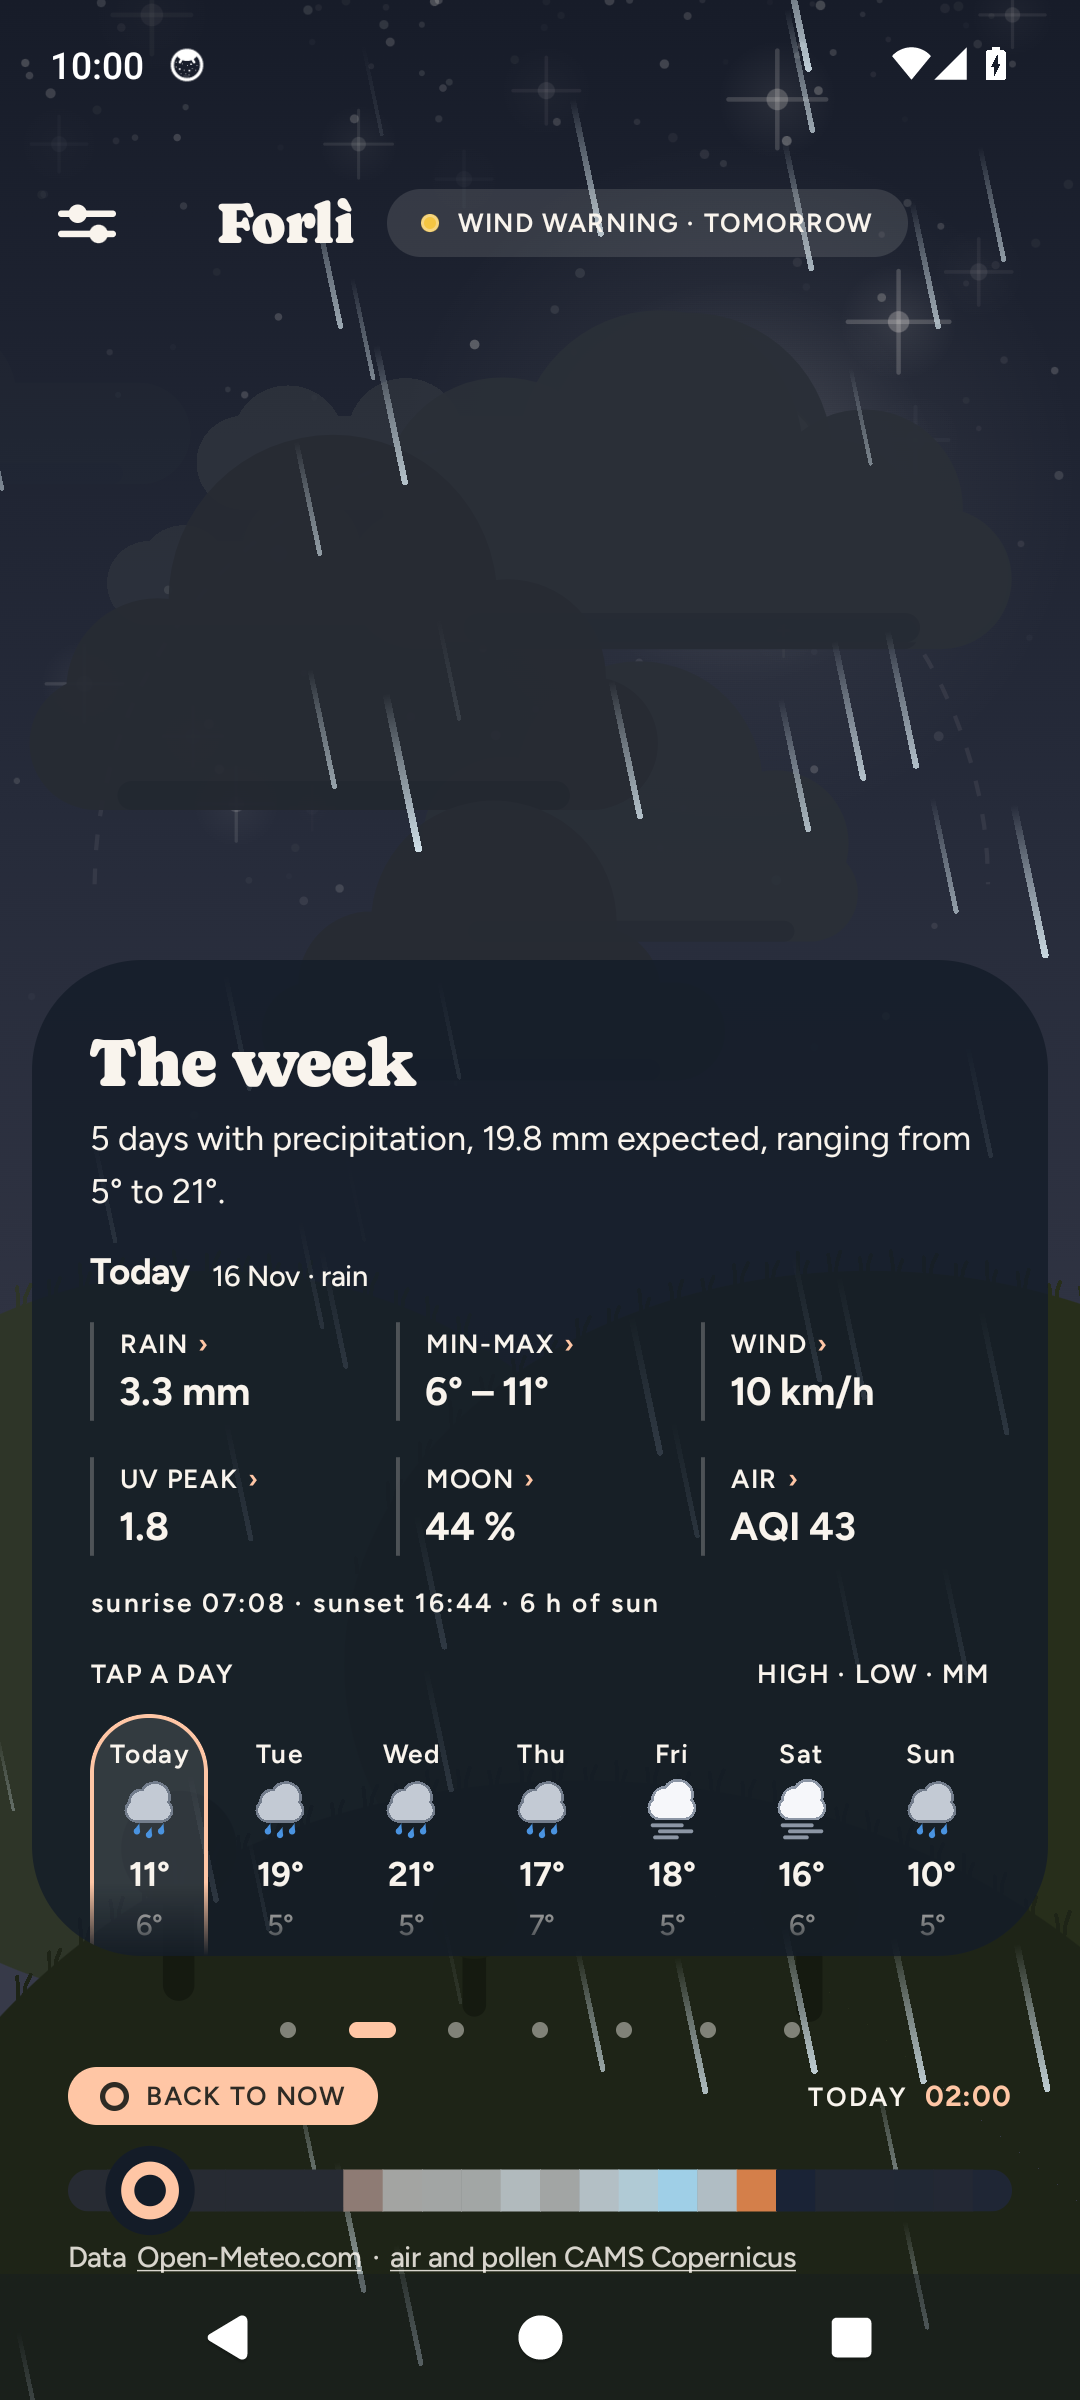 10:00
Forlì
WIND WARNING · TOMORROW
The week
5 days with precipitation, 19.8 mm expected, ranging from
5° to 21°.
Today 16 Nov · rain
RAIN › MIN-MAX › WIND ›
3.3 mm 6° – 11° 10 km/h
UV PEAK › MOON › AIR ›
1.8 44 % AQI 43
sunrise 07:08 · sunset 16:44 · 6 h of sun
TAP A DAY HIGH · LOW · MM
Today Tue Wed Thu Fri Sat Sun
11° 19° 21° 17° 18° 16° 10°
6° 5° 5° 7° 5° 6° 5°
BACK TO NOW TODAY 02:00
Data Open-Meteo.com · air and pollen CAMS Copernicus